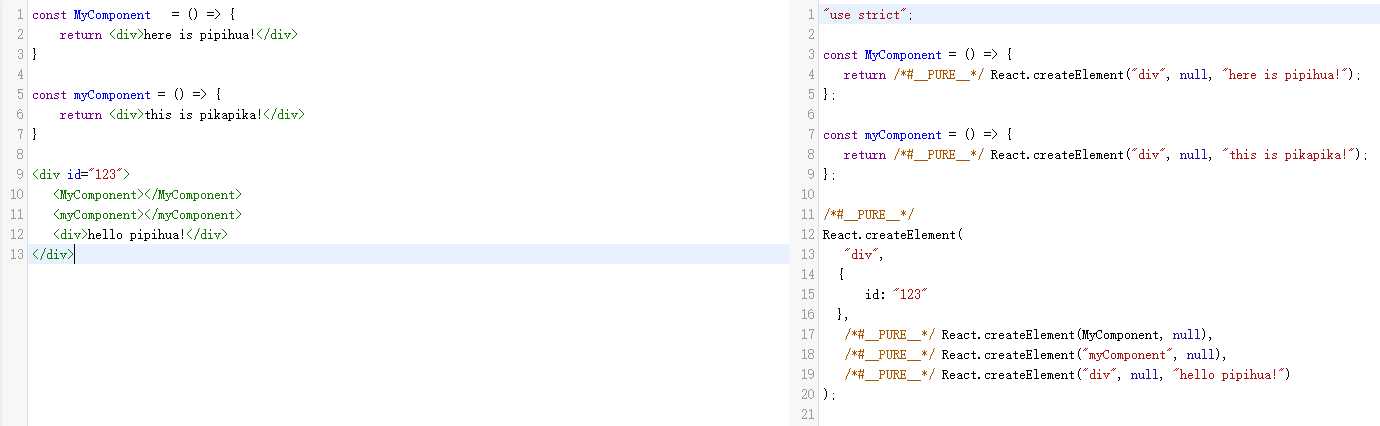 1 const MyComponent   = () => {
2     return <div>here is pipihua!</div>
3 }
4
5 const myComponent = () => {
6     return <div>this is pikapika!</div>
7 }
8
9 <div id="123">
10    <MyComponent></MyComponent>
11    <myComponent></myComponent>
12    <div>hello pipihua!</div>
13 </div>
1 "use strict";
2
3 const MyComponent = () => {
4    return /*#__PURE__*/ React.createElement("div", null, "here is pipihua!");
5 };
6
7 const myComponent = () => {
8    return /*#__PURE__*/ React.createElement("div", null, "this is pikapika!");
9 };
10
11 /*#__PURE__*/
12 React.createElement(
13    "div",
14   {
15       id: "123"
16   },
17    /*#__PURE__*/ React.createElement(MyComponent, null),
18    /*#__PURE__*/ React.createElement("myComponent", null),
19    /*#__PURE__*/ React.createElement("div", null, "hello pipihua!")
20 );
21